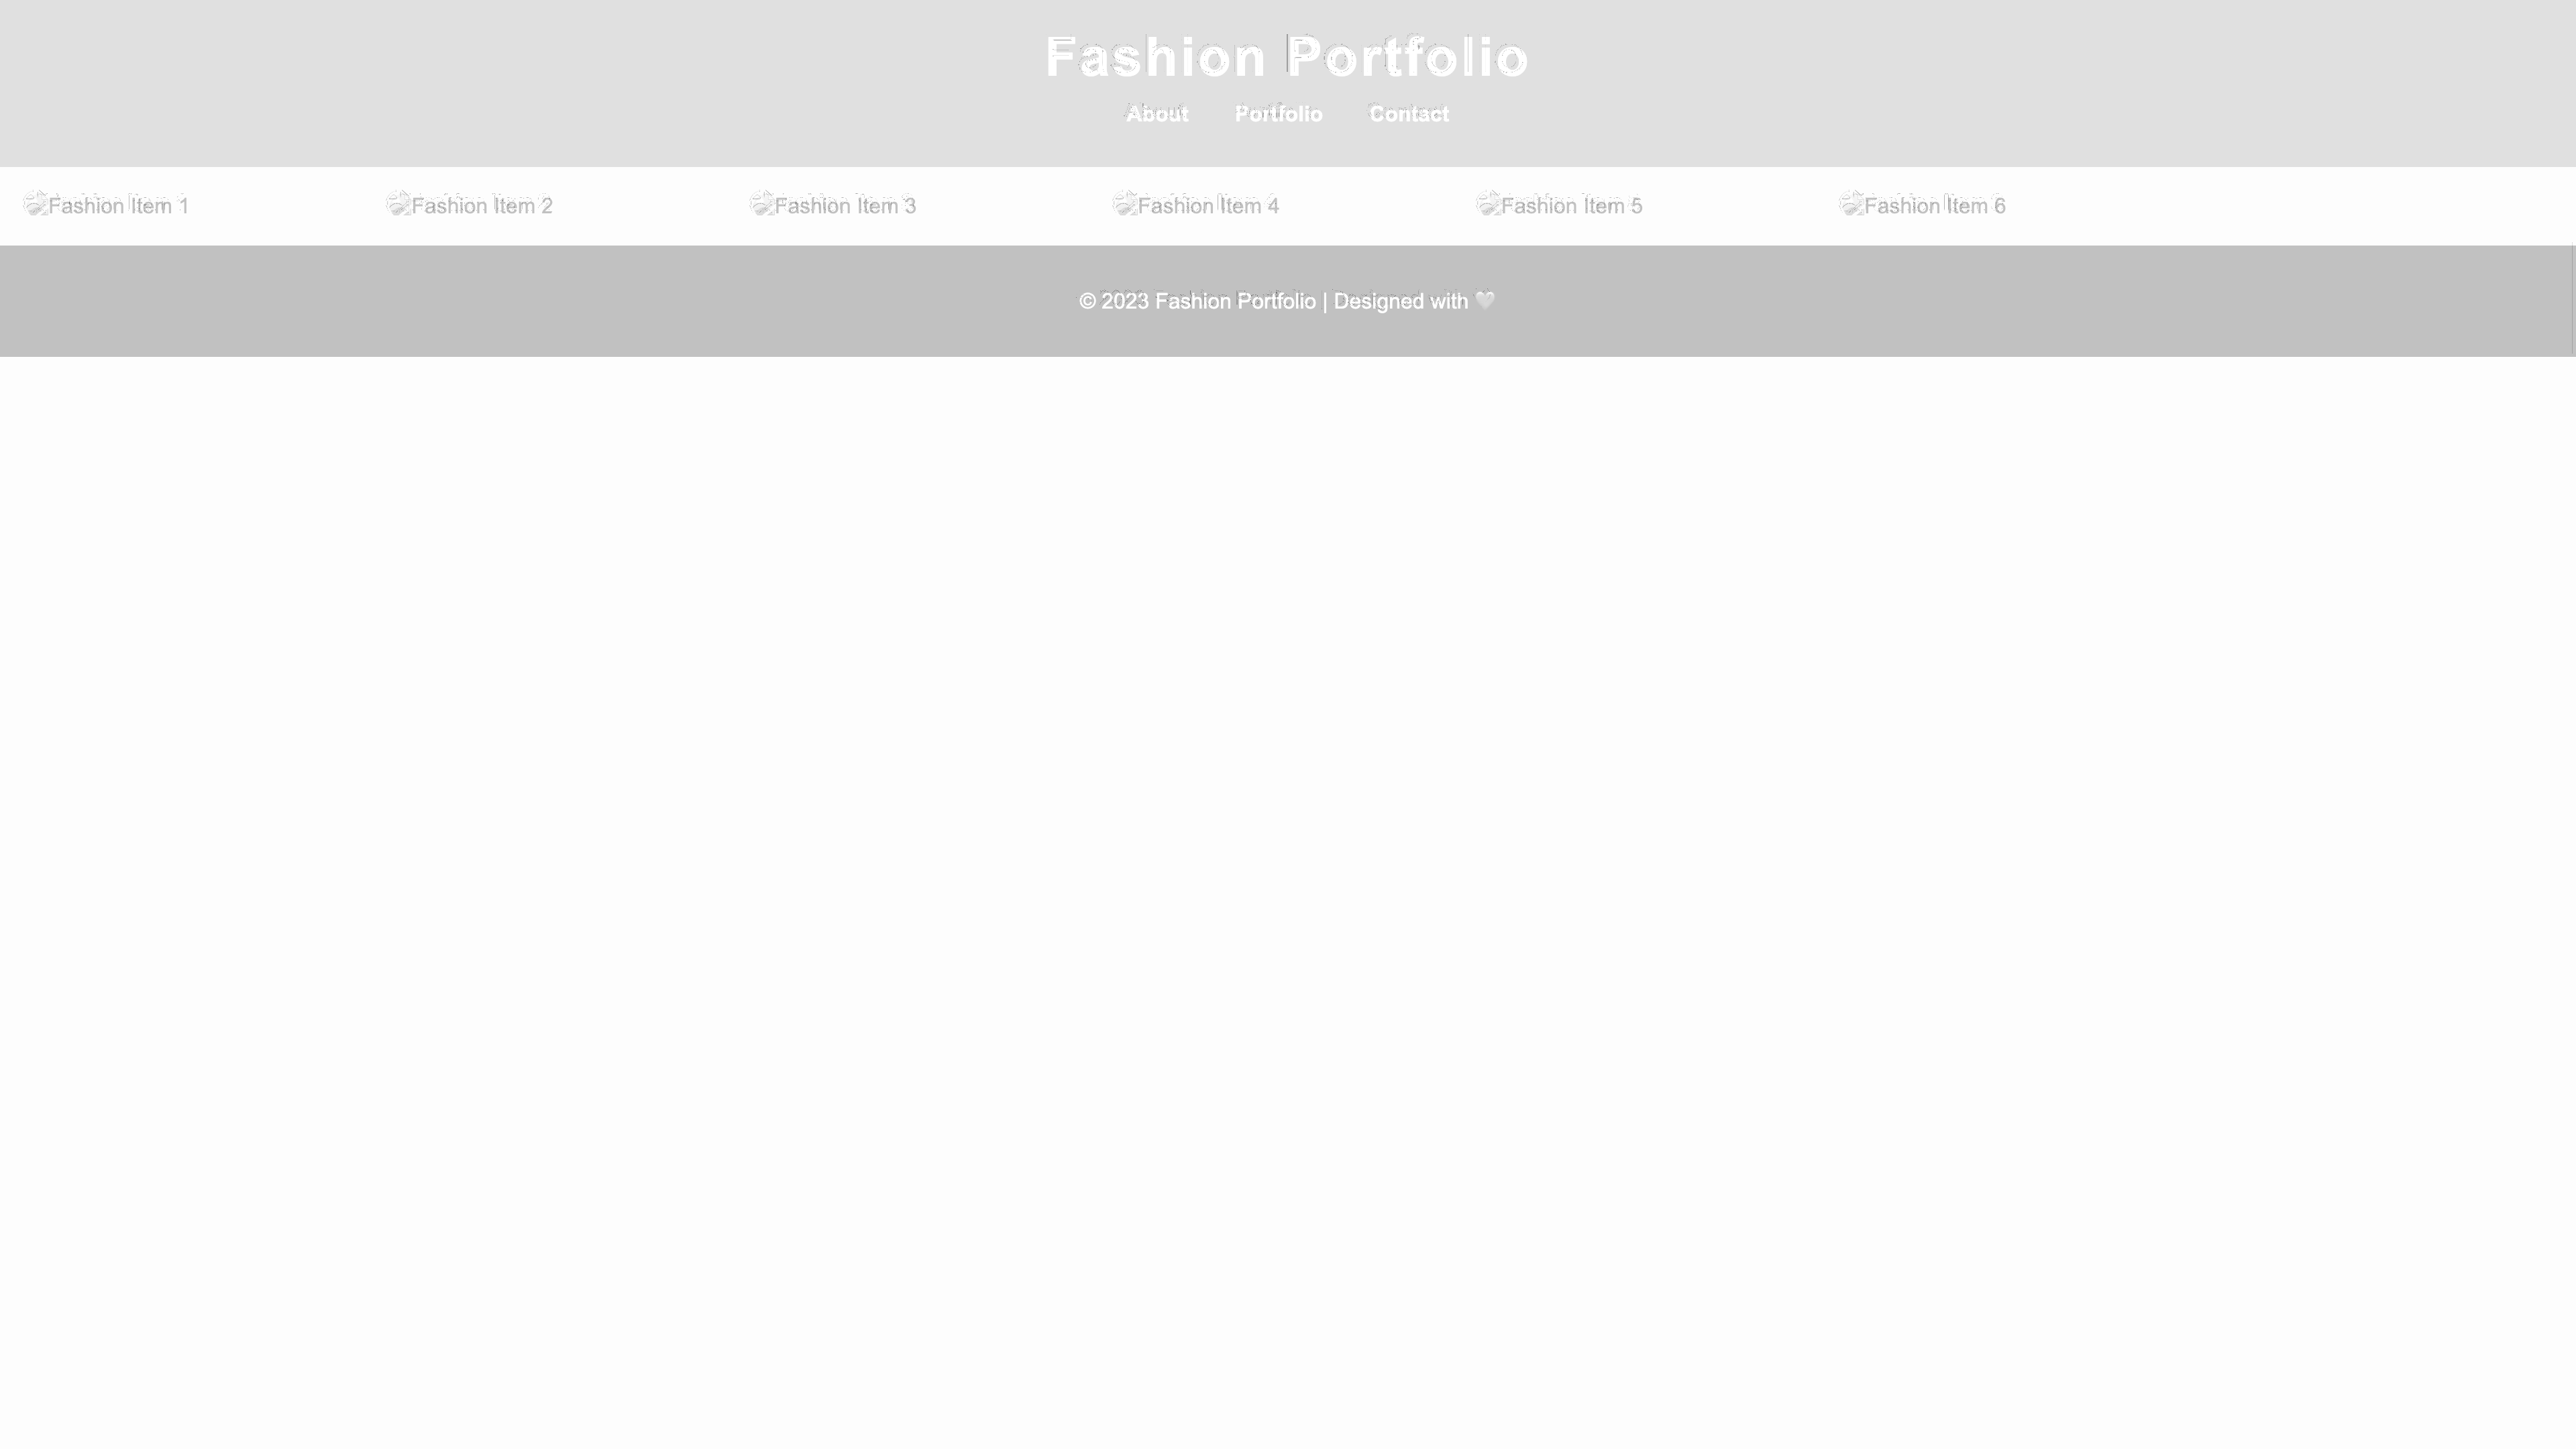 Fashion Portfolio
About Portfolio Contact
Fashion Item 1 Fashion Item 2 Fashion Item 3 Fashion Item 4 Fashion Item 5 Fashion Item 6
© 2023 Fashion Portfolio | Designed with 🤍